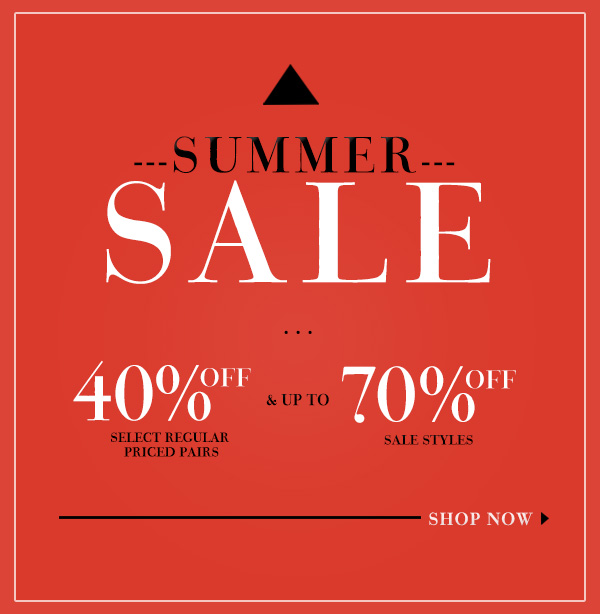 ---SUMMER---
SALE
...
40%OFF & UP TO 70%OFF
SELECT REGULAR
PRICED PAIRS
SALE STYLES
SHOP NOW